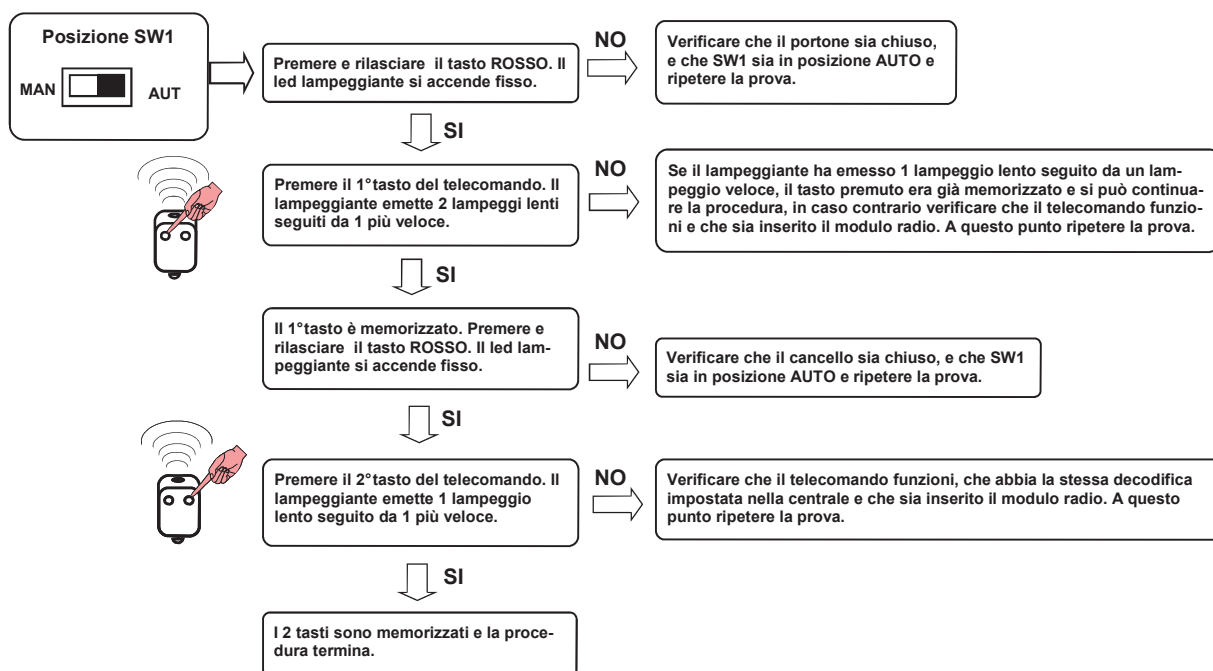 Posizione SW1
MAN
AUT
Premere e rilasciare il tasto ROSSO. Il
led lampeggiante si accende fisso.
NO
Verificare che il portone sia chiuso,
e che SW1 sia in posizione AUTO e
ripetere la prova.
SI
Premere il 1°tasto del telecomando. Il
lampeggiante emette 2 lampeggi lenti
seguiti da 1 più veloce.
NO
Se il lampeggiante ha emesso 1 lampeggio lento seguito da un lam-
peggio veloce, il tasto premuto era già memorizzato e si può continua-
re la procedura, in caso contrario verificare che il telecomando funzio-
ni e che sia inserito il modulo radio. A questo punto ripetere la prova.
SI
Il 1°tasto è memorizzato. Premere e
rilasciare il tasto ROSSO. Il led lam-
peggiante si accende fisso.
NO
Verificare che il cancello sia chiuso, e che SW1
sia in posizione AUTO e ripetere la prova.
SI
Premere il 2°tasto del telecomando. Il
lampeggiante emette 1 lampeggio
lento seguito da 1 più veloce.
NO
Verificare che il telecomando funzioni, che abbia la stessa decodifica
impostata nella centrale e che sia inserito il modulo radio. A questo
punto ripetere la prova.
SI
I 2 tasti sono memorizzati e la proce-
dura termina.